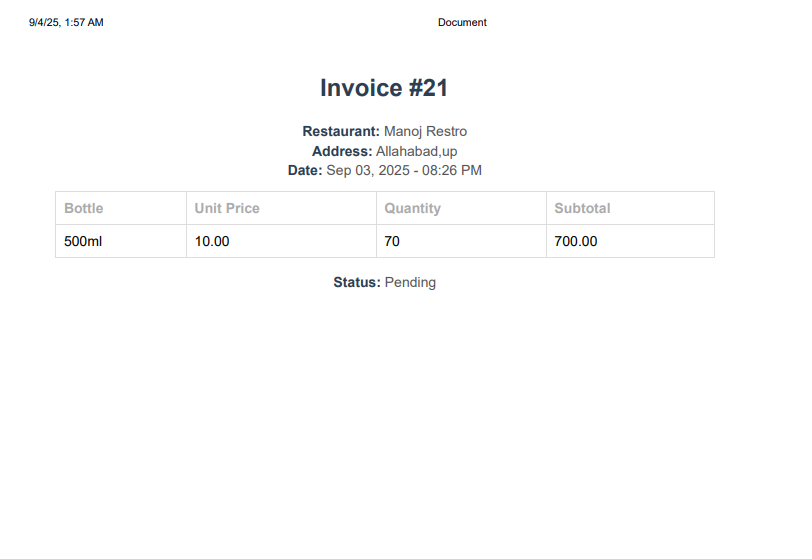 9/4/25, 1:57 AM Document
Invoice #21
Restaurant: Manoj Restro
Address: Allahabad,up
Date: Sep 03, 2025 - 08:26 PM
Bottle Unit Price Quantity Subtotal
500ml 10.00 70 700.00
Status: Pending